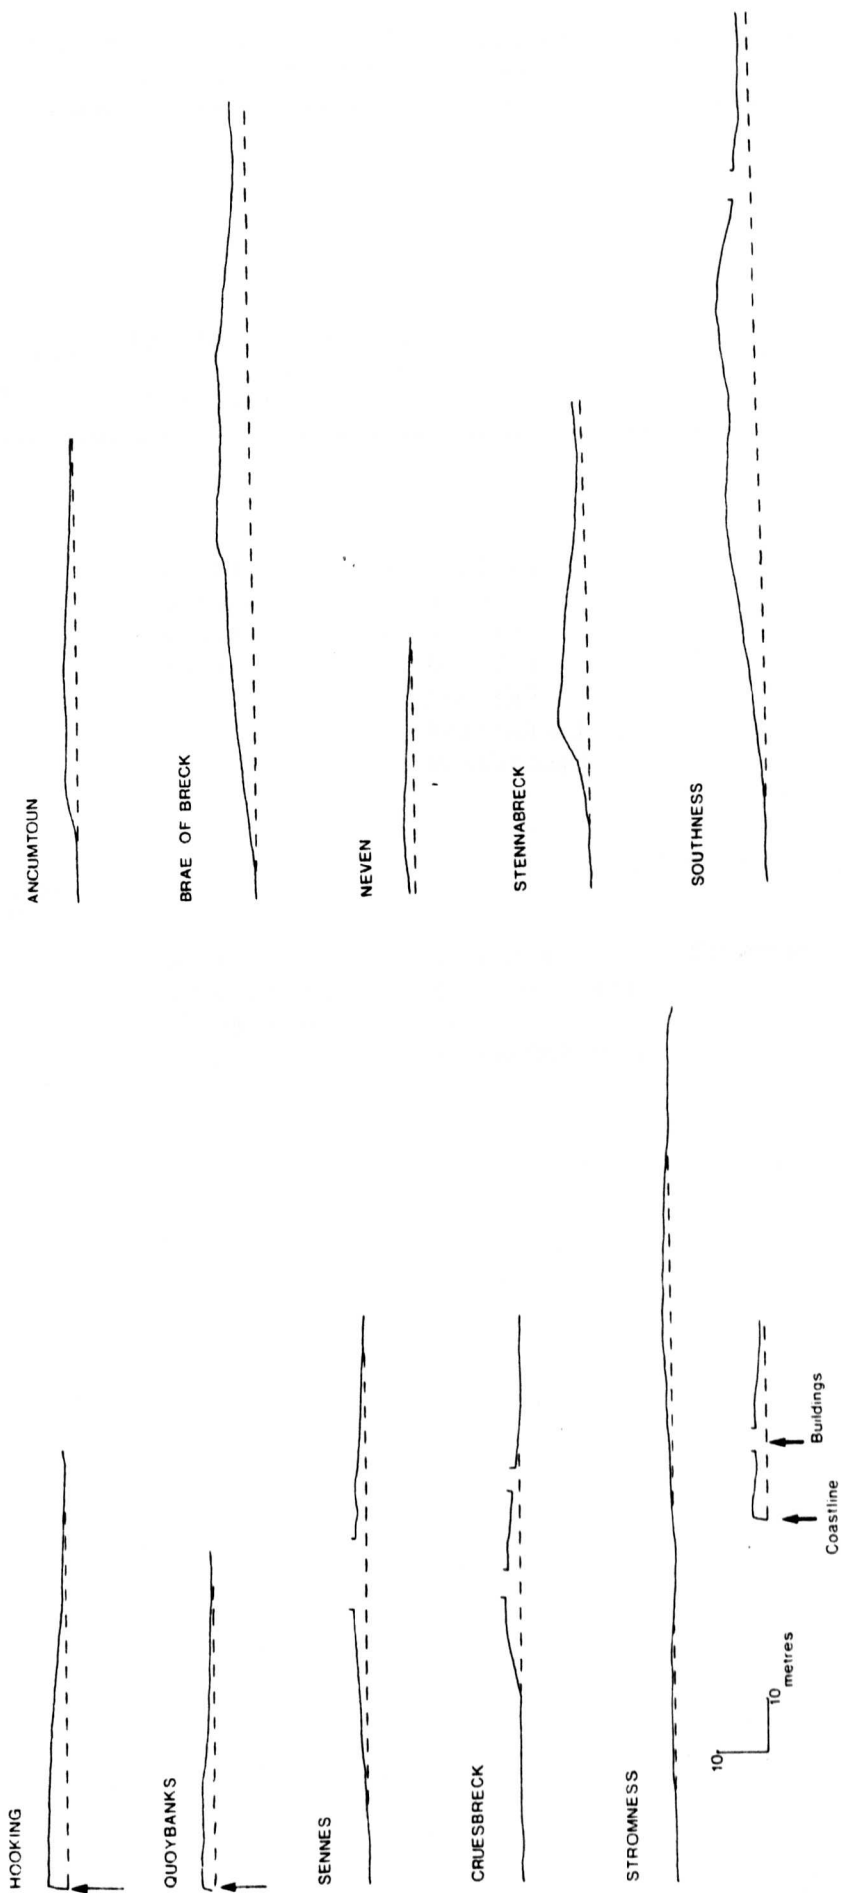 HOOKING
QUOYBANKS
SENNES
CRUESBRECK
STROMNESS
10
10
metres
Coastline
Buildings
ANCUMTOUN
BRAE OF BRECK
NEVEN
STENNABRECK
SOUTHNESS